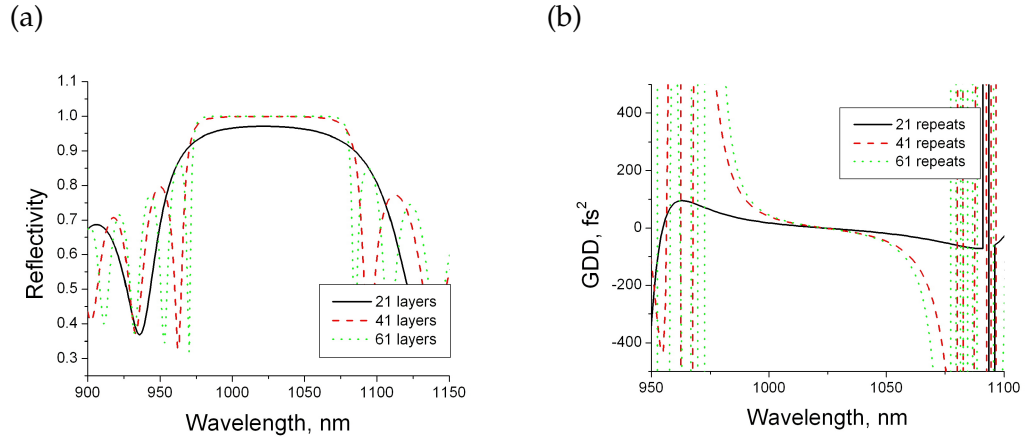 (a)
(b)
Reflectivity
1.1
1.0
0.9
0.8
0.7
0.6
0.5
0.4
0.3
21 layers
41 layers
61 layers
900 950 1000 1050 1100 1150
Wavelength, nm
GDD, fs²
400
200
0
-200
-400
21 repeats
41 repeats
61 repeats
950 1000 1050 1100
Wavelength, nm